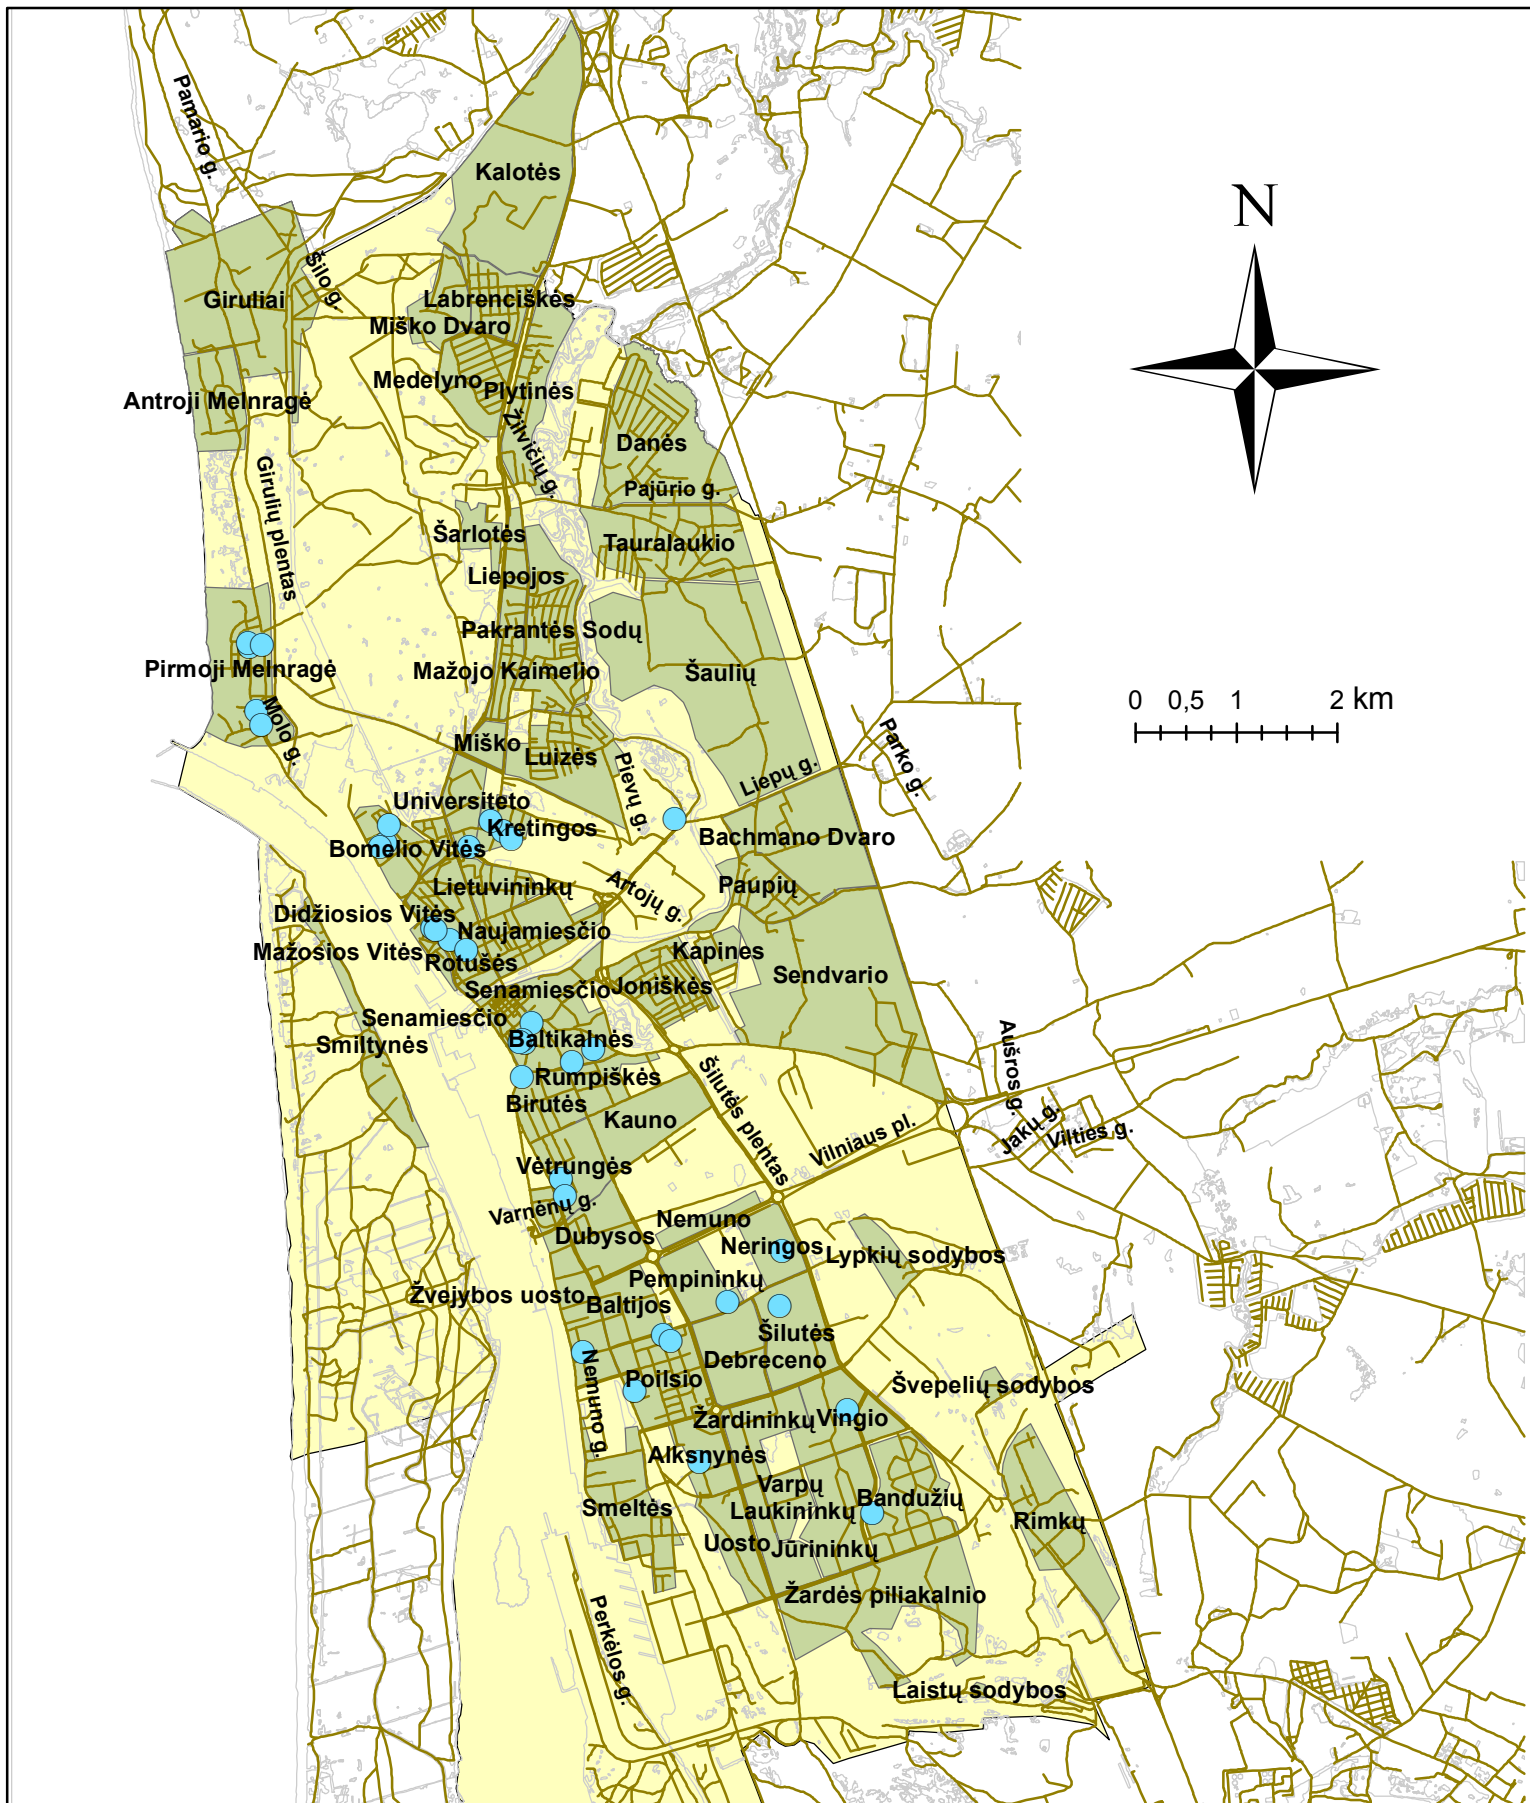 Pamario g.
Kalotės
N
Šilo g.
Giruliai
Labrenciškės
Miško Dvaro
Medelyno
Plytinės
Antroji Melnragė
Žilvičių g.
Danės
Girulių plentas
Pajūrio g.
Šarlotės
Tauralaukio
Liepojos
Pakrantės Sodų
Pirmoji Melnragė
Mažojo Kaimelio
Šaulių
0 0,5 1 2 km
Molo g.
Miško
Luizės
Pievų g.
Liepų g.
Parko g.
Universiteto
Kretingos
Bomelio Vitės
Bachmano Dvaro
Lietuvininkų
Artojų g.
Paupių
Didžiosios Vitės
Naujamiesčio
Mažosios Vitės
Rotušės
Kapines
Senamiesčio
Joniškės
Sendvario
Senamiesčio
Smiltynės
Baltikalnės
Rumpiškės
Birutės
Kauno
Šilutės plentas
Aušros g.
Jakų g.
Vilties g.
Vilniaus pl.
Vėtrungės
Varnėnų g.
Nemuno
Dubysos
Neringos
Lypkių sodybos
Pempininkų
Žvejybos uosto
Baltijos
Šilutės
Debreceno
Nemuno g.
Poilsio
Švepelių sodybos
Žardininkų
Vingio
Alksnynės
Varpų
Bandužių
Smeltės
Laukininkų
Rimkų
Uosto
Jūrininkų
Žardės piliakalnio
Perkėlos g.
Laistų sodybos